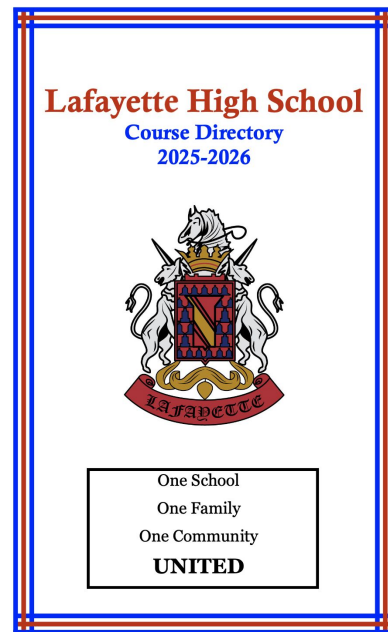 Lafayette High School
Course Directory
2025-2026
LAFAYETTE
One School
One Family
One Community
UNITED